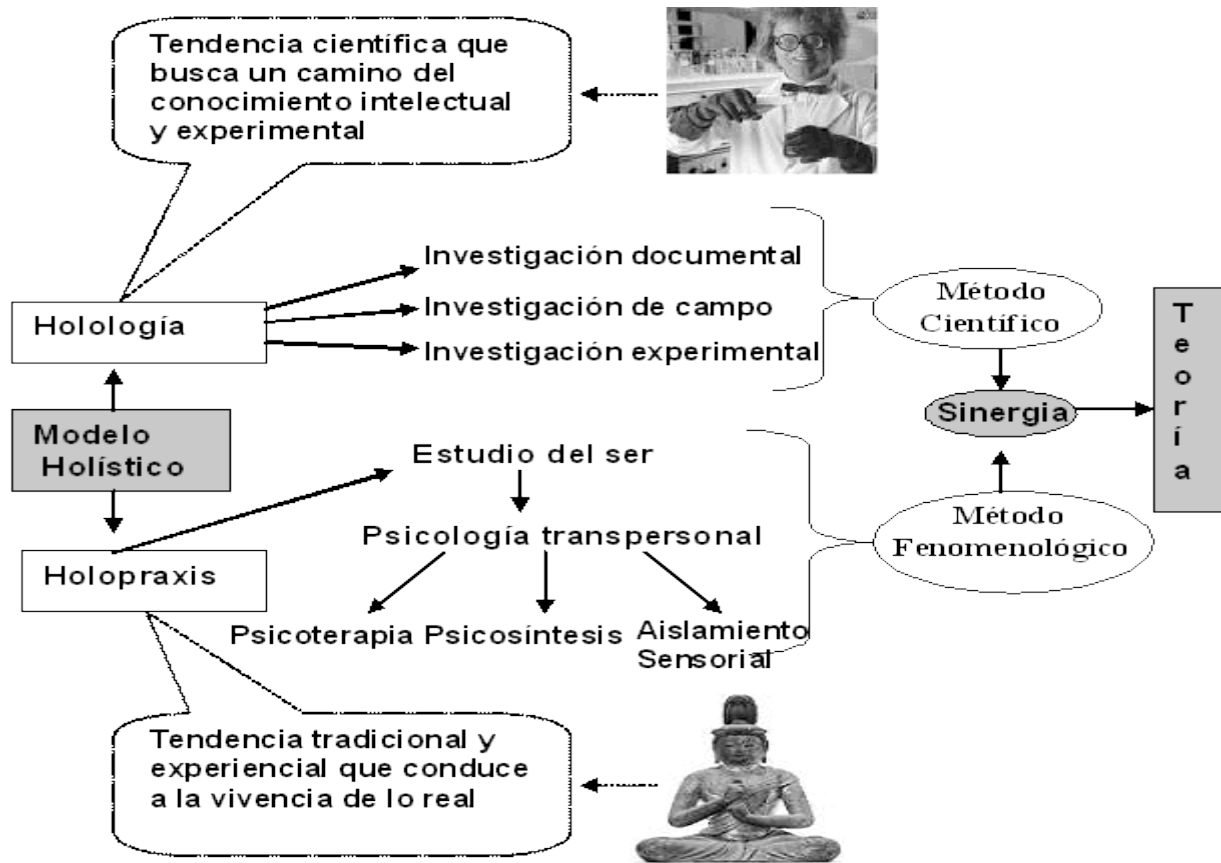 Tendencia científica que
busca un camino del
conocimiento intelectual
y experimental
Investigación documental
Holología
Investigación de campo
Investigación experimental
Método
Científico
Modelo
Holístico
Sinergia
Teoría
Estudio del ser
Psicología transpersonal
Método
Fenomenológico
Holopraxis
Psicoterapia Psicosíntesis Aislamiento
Sensorial
Tendencia tradicional y
experiencial que conduce
a la vivencia de lo real